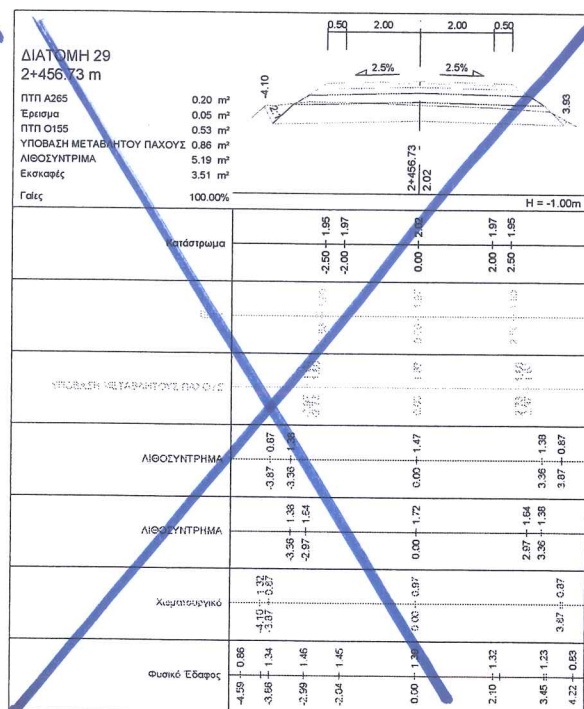 0.50 2.00 2.00 0.50
ΔΙΑΤΟΜΗ 29
2+456.73 m
2.5% 2.5%
-4.10
3.93
ΠΤΠ Α265 0.20 m²
Έρεισμα 0.05 m²
ΠΤΠ Ο155 0.53 m²
ΥΠΟΒΑΣΗ ΜΕΤΑΒΛΗΤΟΥ ΠΑΧΟΥΣ 0.86 m²
ΛΙΘΟΣΥΝΤΡΙΜΑ 5.19 m²
Εκσκαφές 3.51 m²
Γαίες 100.00%
2+456.73
2.02
H = -1.00m
Κατάστρωμα
-2.50 1.95
-2.00 1.97
0.00 2.02
2.00 1.97
2.50 1.95
ΥΠΟΒΑΣΗ ΜΕΤΑΒΛΗΤΟΥΣ ΠΑΧΟΥΣ
ΛΙΘΟΣΥΝΤΡΗΜΑ
-3.87 0.87
-3.36 1.38
0.00 1.47
3.36 1.38
3.87 0.87
ΛΙΘΟΣΥΝΤΡΗΜΑ
-3.36 1.38
-2.97 1.64
0.00 1.72
2.97 1.64
3.36 1.38
Χωματουργικό
-4.10 1.32
-3.87 0.87
0.00 0.97
3.87 0.87
Φυσικό Έδαφος
-4.59 0.86
-3.86 1.34
-2.99 1.46
-2.04 1.45
0.00 1.39
2.10 1.32
3.45 1.23
4.22 0.83